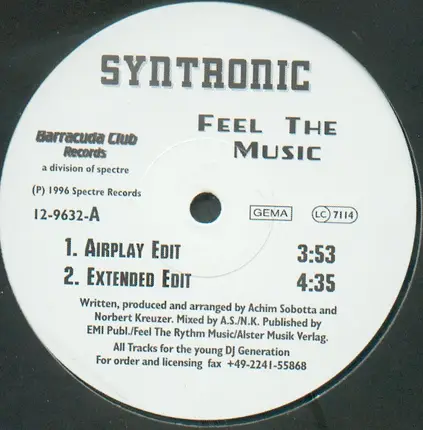 SYNTRONIC
FEEL THE
MUSIC
Barracuda Club
Records
a division of spectre
(P) 1996 Spectre Records
12-9632-A
GEMA
LC 7114
1. AIRPLAY EDIT 3:53
2. EXTENDED EDIT 4:35
Written, produced and arranged by Achim Sobotta and
Norbert Kreuzer. Mixed by A.S./N.K. Published by
EMI Publ./Feel The Rythm Music/Alster Musik Verlag.
All Tracks for the young DJ Generation
For order and licensing fax +49-2241-55868